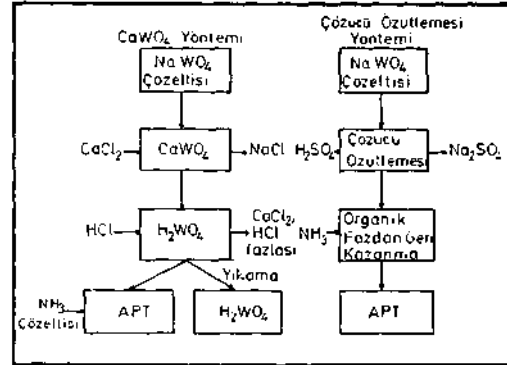 CaWO₄ Yöntemi
Na WO₄
Çözeltisi
CaCl₂
CaWO₄
NaCl
HCl
H₂WO₄
CaCl₂,
HCl
fazlası
Yıkama
NH₃
Çözeltisi
APT
H₂WO₄
Çözücü Özütlemesi
Yöntemi
Na WO₄
Çözeltisi
H₂SO₄
Çözücü
Özütlemesi
Na₂SO₄
NH₃
Organik
Fazdan Geri
Kazanma
APT